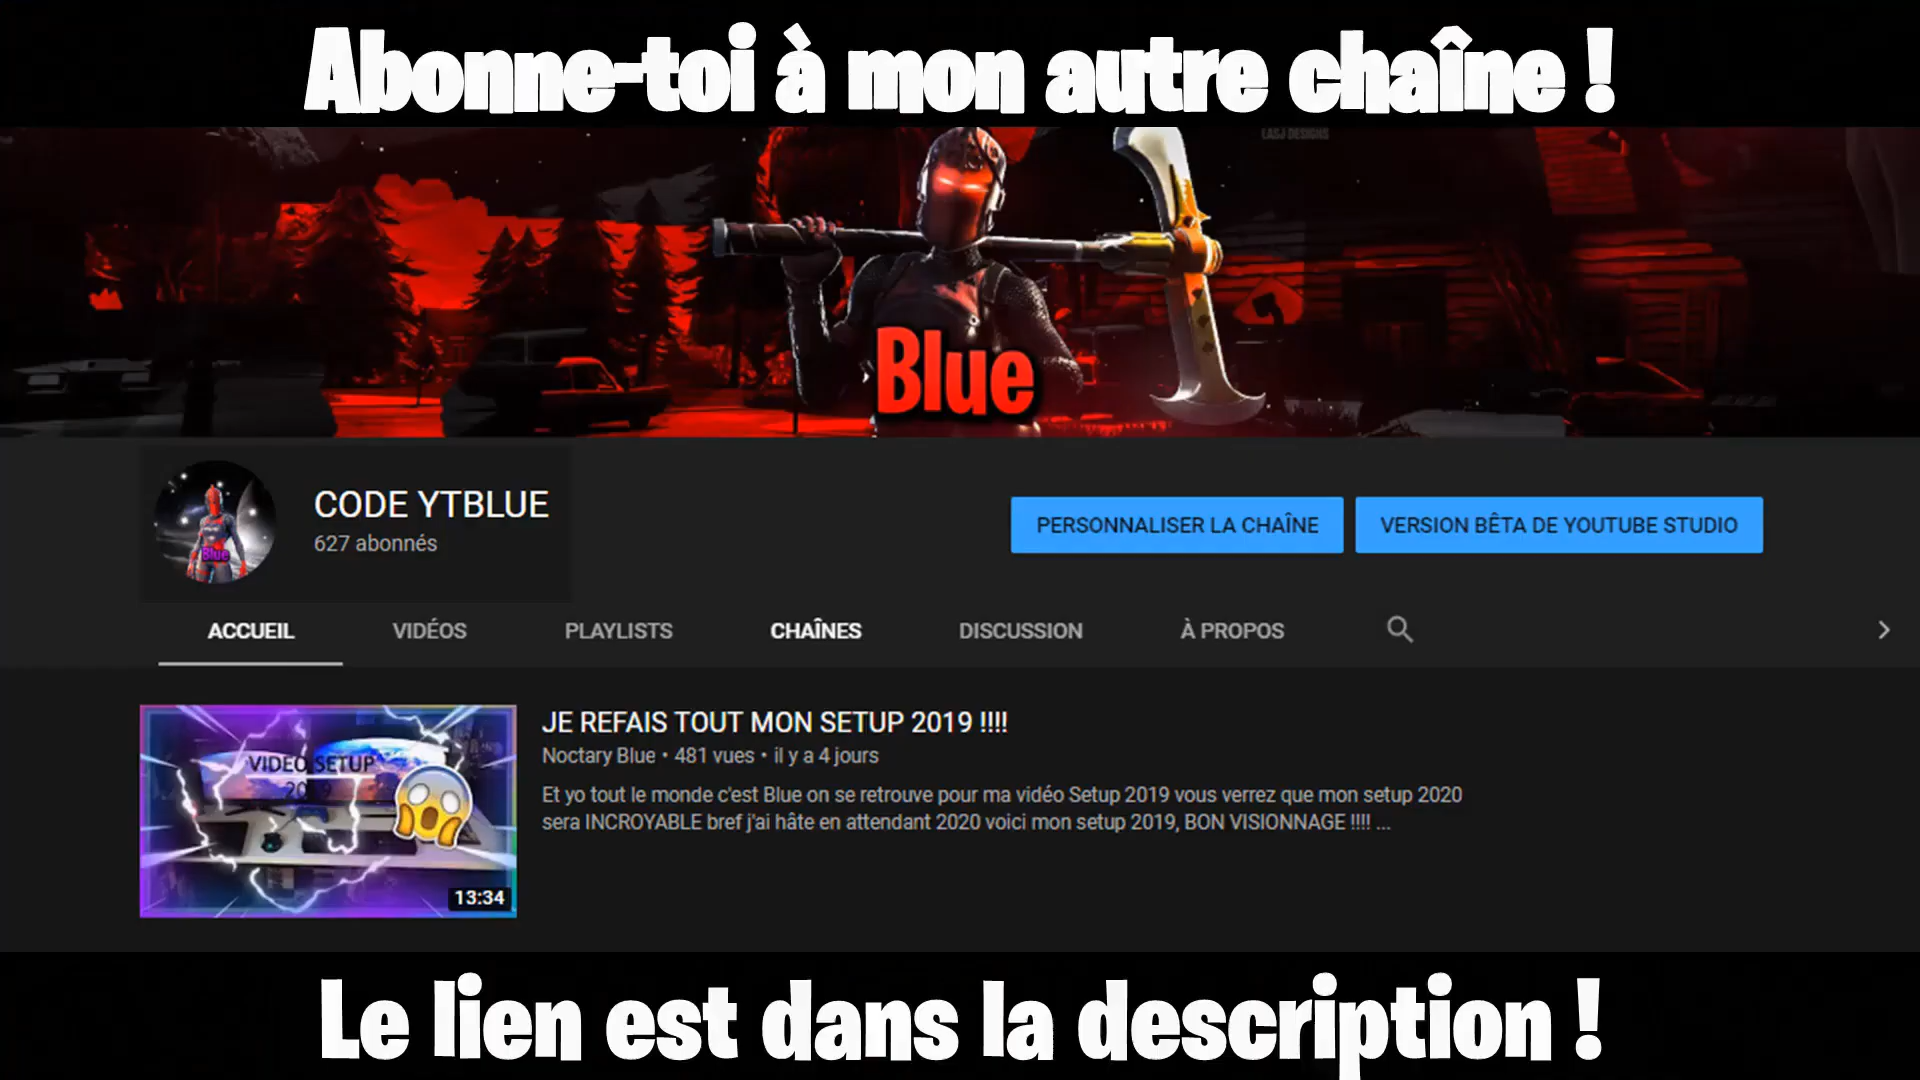 Abonne-toi à mon autre chaîne !
LASJ DESIGNS
Blue
Blue
CODE YTBLUE
627 abonnés
PERSONNALISER LA CHAÎNE
VERSION BÊTA DE YOUTUBE STUDIO
ACCUEIL
VIDÉOS
PLAYLISTS
CHAÎNES
DISCUSSION
À PROPOS
VIDEO SETUP
2019
13:34
JE REFAIS TOUT MON SETUP 2019 !!!!
Noctary Blue • 481 vues • il y a 4 jours
Et yo tout le monde c'est Blue on se retrouve pour ma vidéo Setup 2019 vous verrez que mon setup 2020
sera INCROYABLE bref j'ai hâte en attendant 2020 voici mon setup 2019, BON VISIONNAGE !!!! ...
Le lien est dans la description !